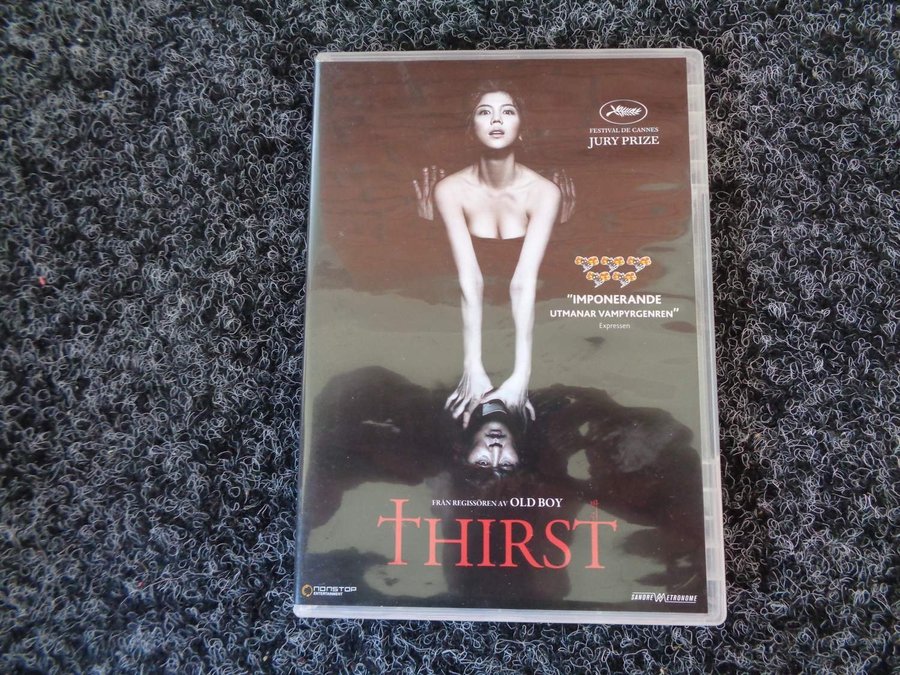 FESTIVAL DE CANNES
JURY PRIZE
"IMPONERANDE
UTMANAR VAMPYRGENREN"
Expressen
FRÅN REGISSÖREN AV OLD BOY
THIRST
NONSTOP
ENTERTAINMENT
SANDREW METRONOME